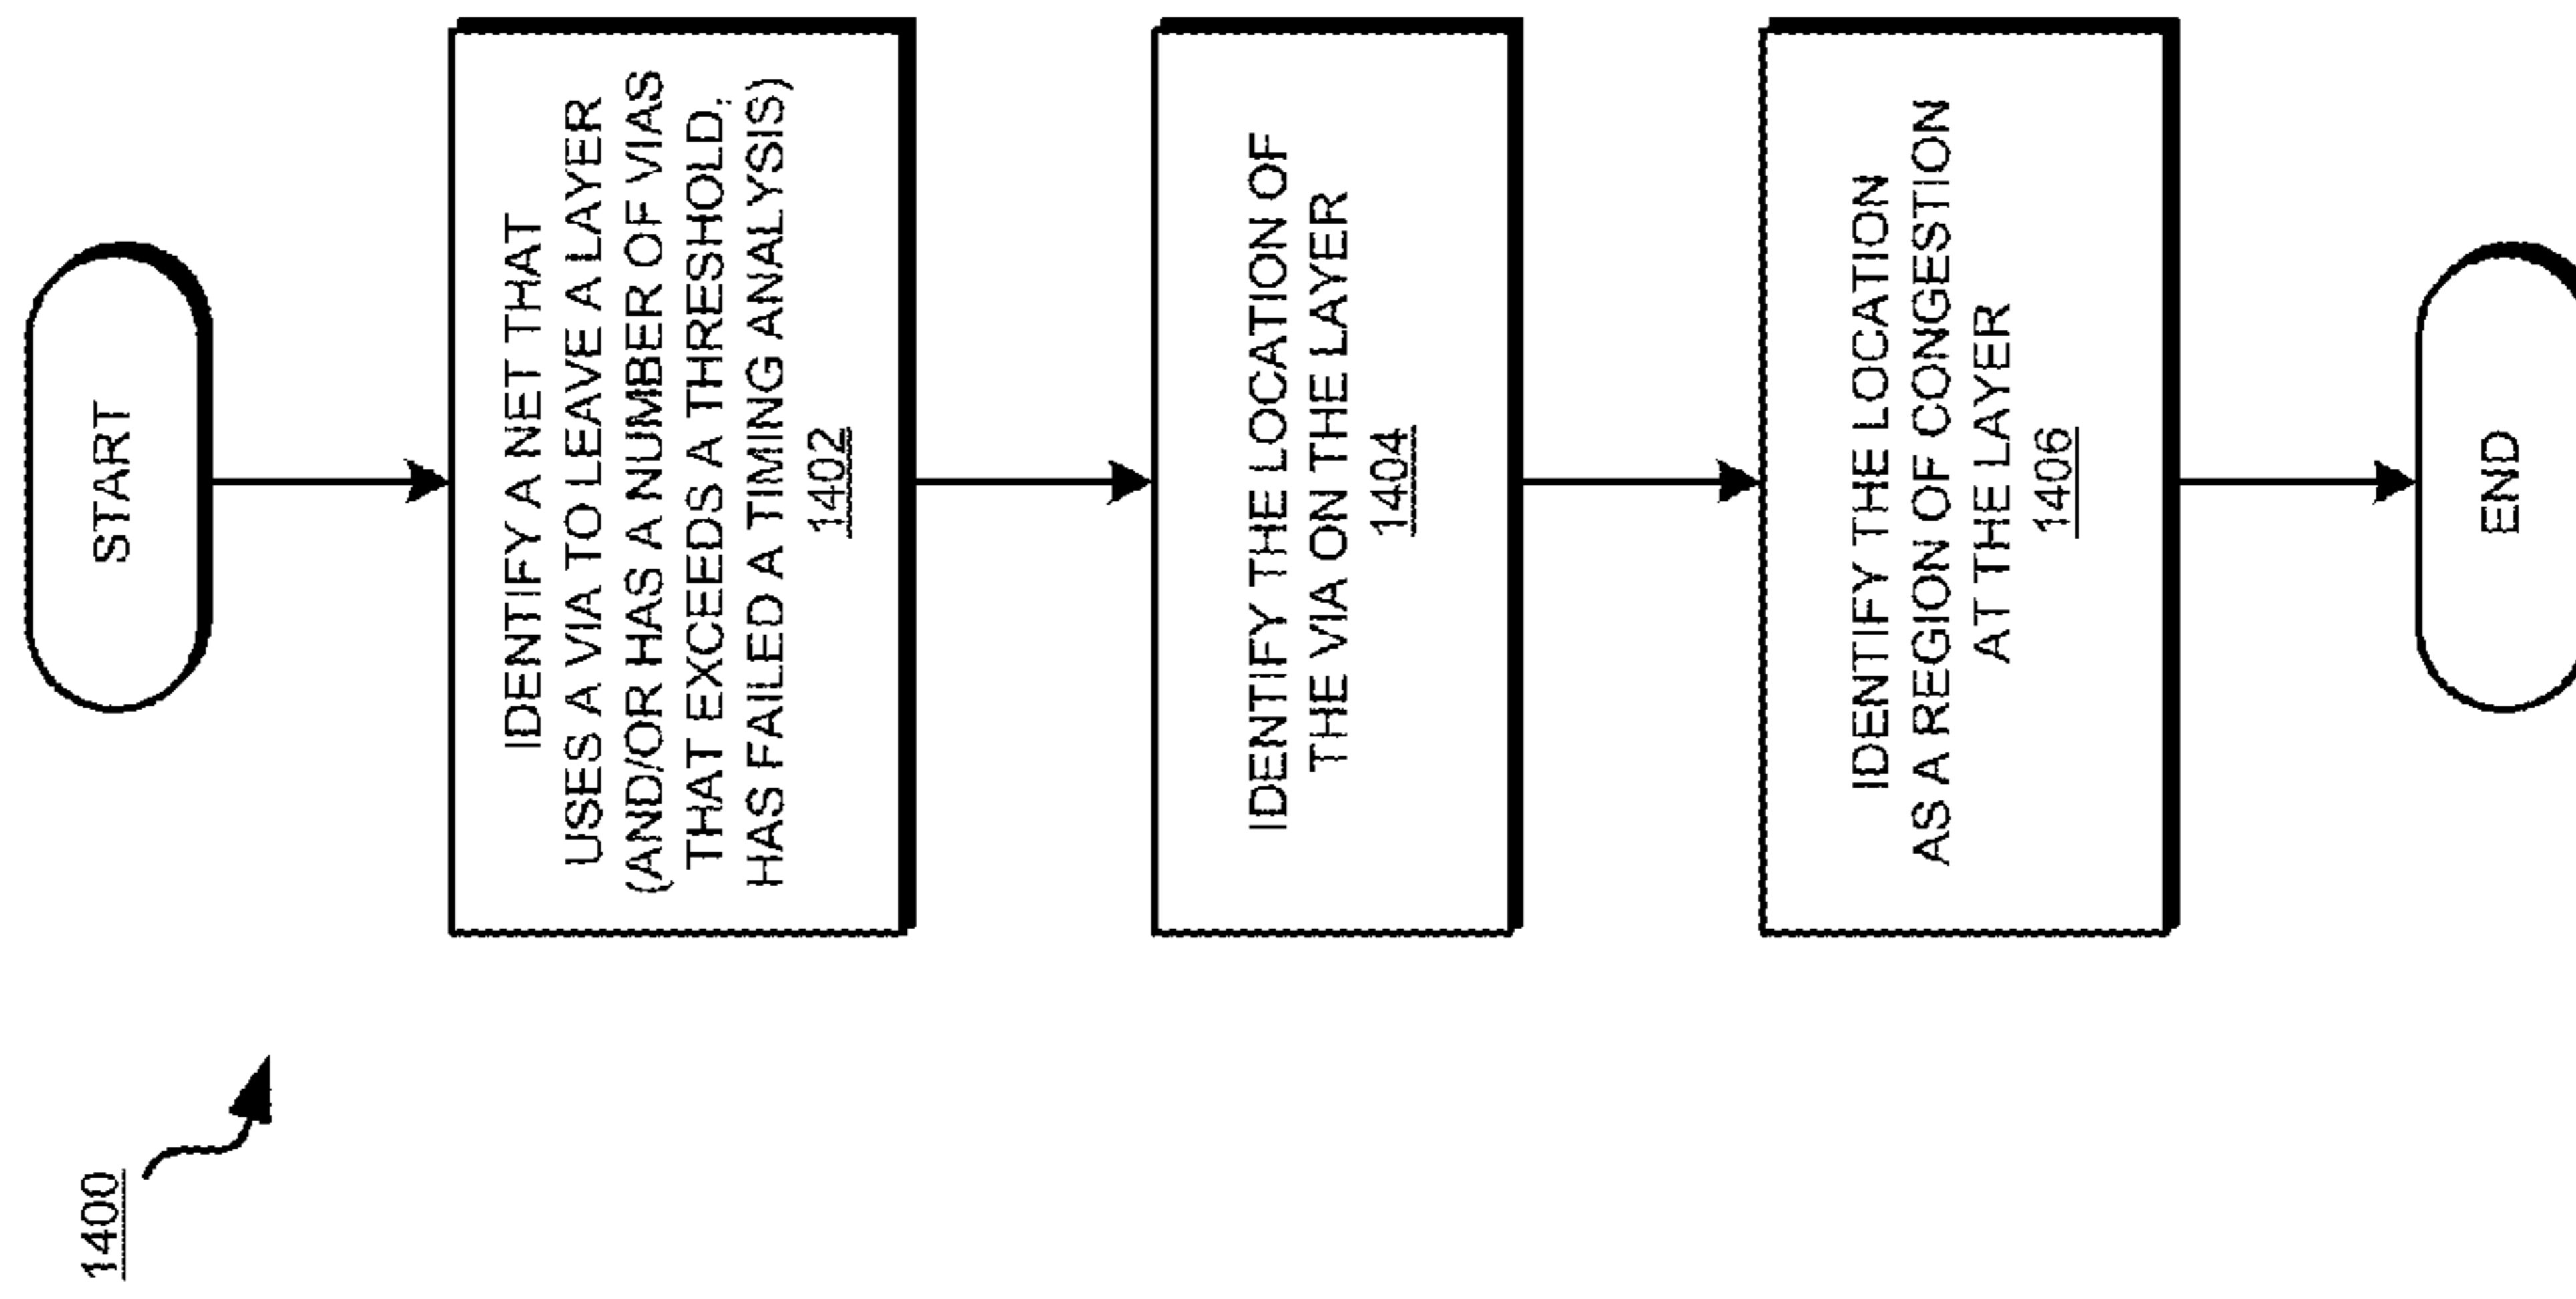 1400
START
IDENTIFY A NET THAT
USES A VIA TO LEAVE A LAYER
(AND/OR HAS A NUMBER OF VIAS
THAT EXCEEDS A THRESHOLD,
HAS FAILED A TIMING ANALYSIS)
1402
IDENTIFY THE LOCATION OF
THE VIA ON THE LAYER
1404
IDENTIFY THE LOCATION
AS A REGION OF CONGESTION
AT THE LAYER
1406
END